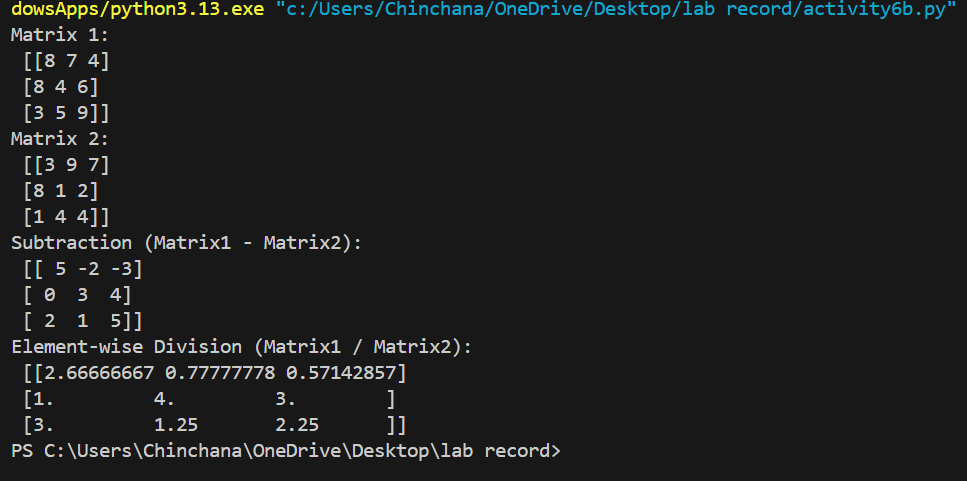 dowsApps/python3.13.exe "c:/Users/Chinchana/OneDrive/Desktop/lab record/activity6b.py"
Matrix 1:
 [[8 7 4]
 [8 4 6]
 [3 5 9]]
Matrix 2:
 [[3 9 7]
 [8 1 2]
 [1 4 4]]
Subtraction (Matrix1 - Matrix2):
 [[ 5 -2 -3]
 [ 0  3  4]
 [ 2  1  5]]
Element-wise Division (Matrix1 / Matrix2):
 [[2.66666667 0.77777778 0.57142857]
 [1.         4.         3.        ]
 [3.         1.25       2.25      ]]
PS C:\Users\Chinchana\OneDrive\Desktop\lab record>